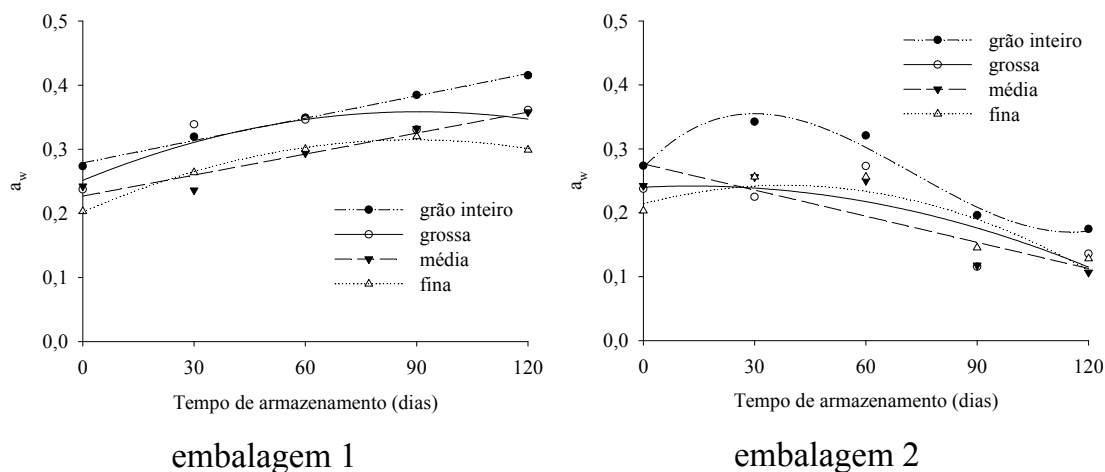 0,5
0,4
0,3
0,2
0,1
0,0
a_w
0 30 60 90 120
Tempo de armazenamento (dias)
grão inteiro
grossa
média
fina
embalagem 1
0,5
0,4
0,3
0,2
0,1
0,0
a_w
0 30 60 90 120
Tempo de armazenamento (dias)
grão inteiro
grossa
média
fina
embalagem 2